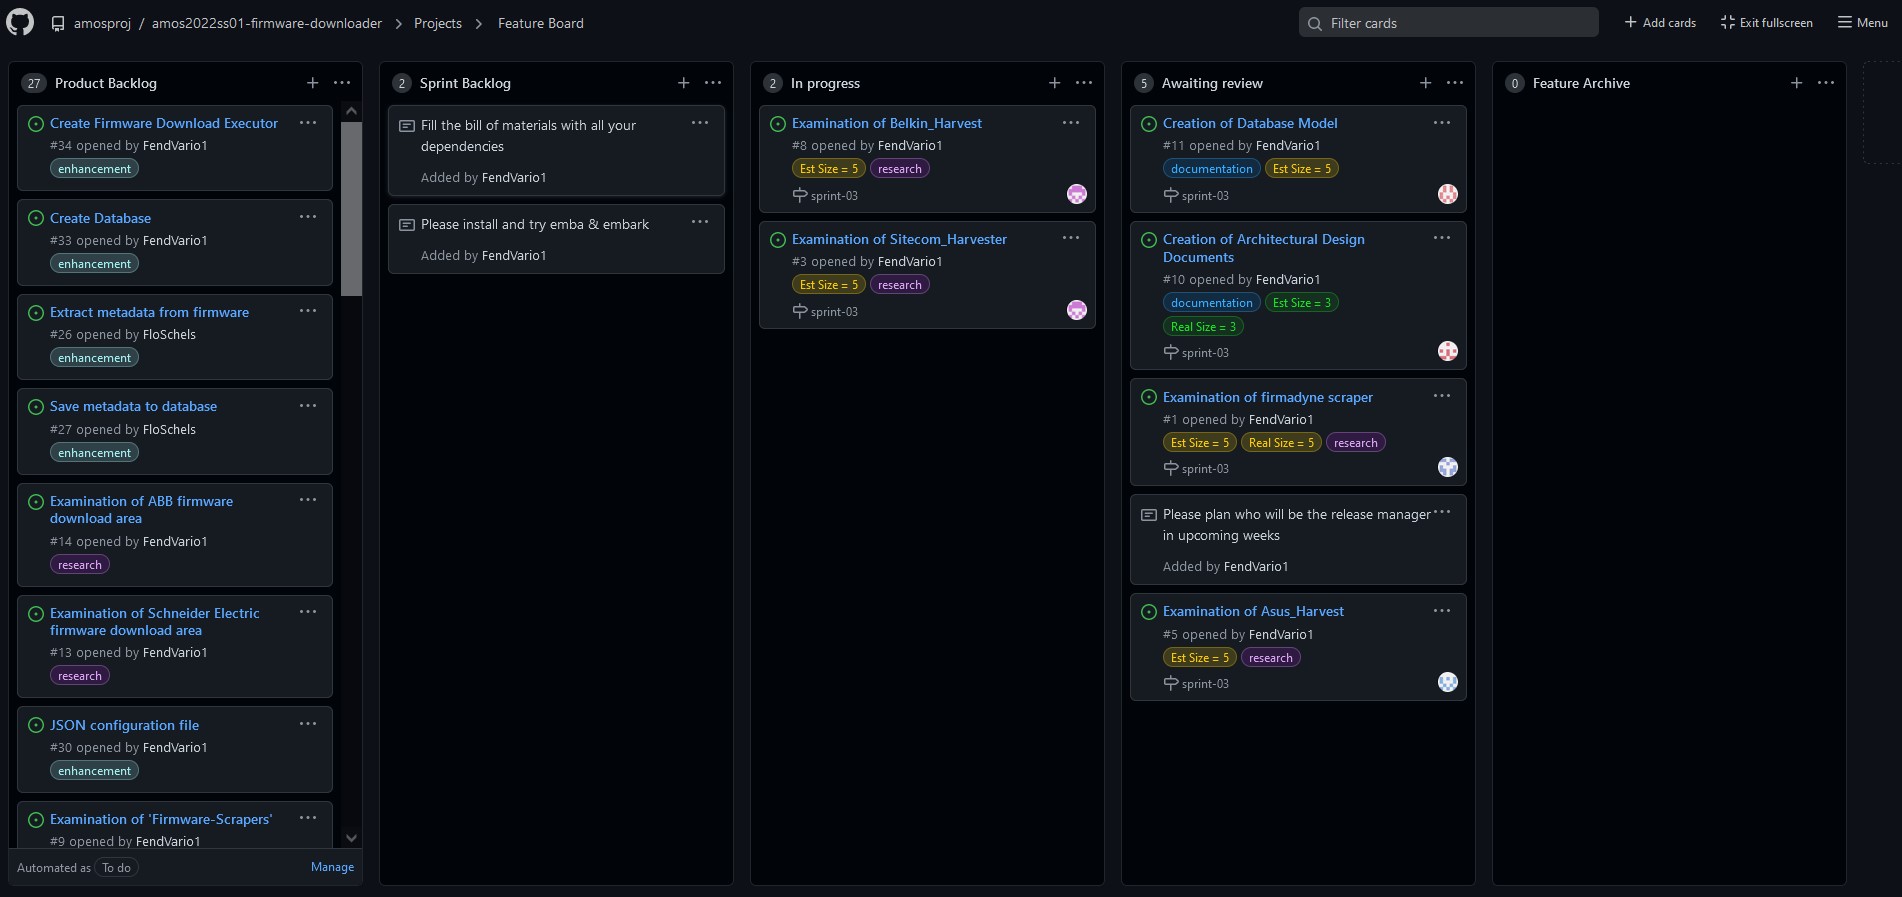 amosproj / amos2022ss01-firmware-downloader > Projects > Feature Board
Filter cards
+ Add cards
Exit fullscreen
Menu
27 Product Backlog
Create Firmware Download Executor
#34 opened by FendVario1
enhancement
Create Database
#33 opened by FendVario1
enhancement
Extract metadata from firmware
#26 opened by FloSchels
enhancement
Save metadata to database
#27 opened by FloSchels
enhancement
Examination of ABB firmware
download area
#14 opened by FendVario1
research
Examination of Schneider Electric
firmware download area
#13 opened by FendVario1
research
JSON configuration file
#30 opened by FendVario1
enhancement
Examination of 'Firmware-Scrapers'
#9 opened by FendVario1
Automated as To do
Manage
2 Sprint Backlog
Fill the bill of materials with all your
dependencies
Added by FendVario1
Please install and try emba & embark
Added by FendVario1
2 In progress
Examination of Belkin_Harvest
#8 opened by FendVario1
Est Size = 5 research
sprint-03
Examination of Sitecom_Harvester
#3 opened by FendVario1
Est Size = 5 research
sprint-03
5 Awaiting review
Creation of Database Model
#11 opened by FendVario1
documentation Est Size = 5
sprint-03
Creation of Architectural Design
Documents
#10 opened by FendVario1
documentation Est Size = 3
Real Size = 3
sprint-03
Examination of firmadyne scraper
#1 opened by FendVario1
Est Size = 5 Real Size = 5 research
sprint-03
Please plan who will be the release manager
in upcoming weeks
Added by FendVario1
Examination of Asus_Harvest
#5 opened by FendVario1
Est Size = 5 research
sprint-03
0 Feature Archive